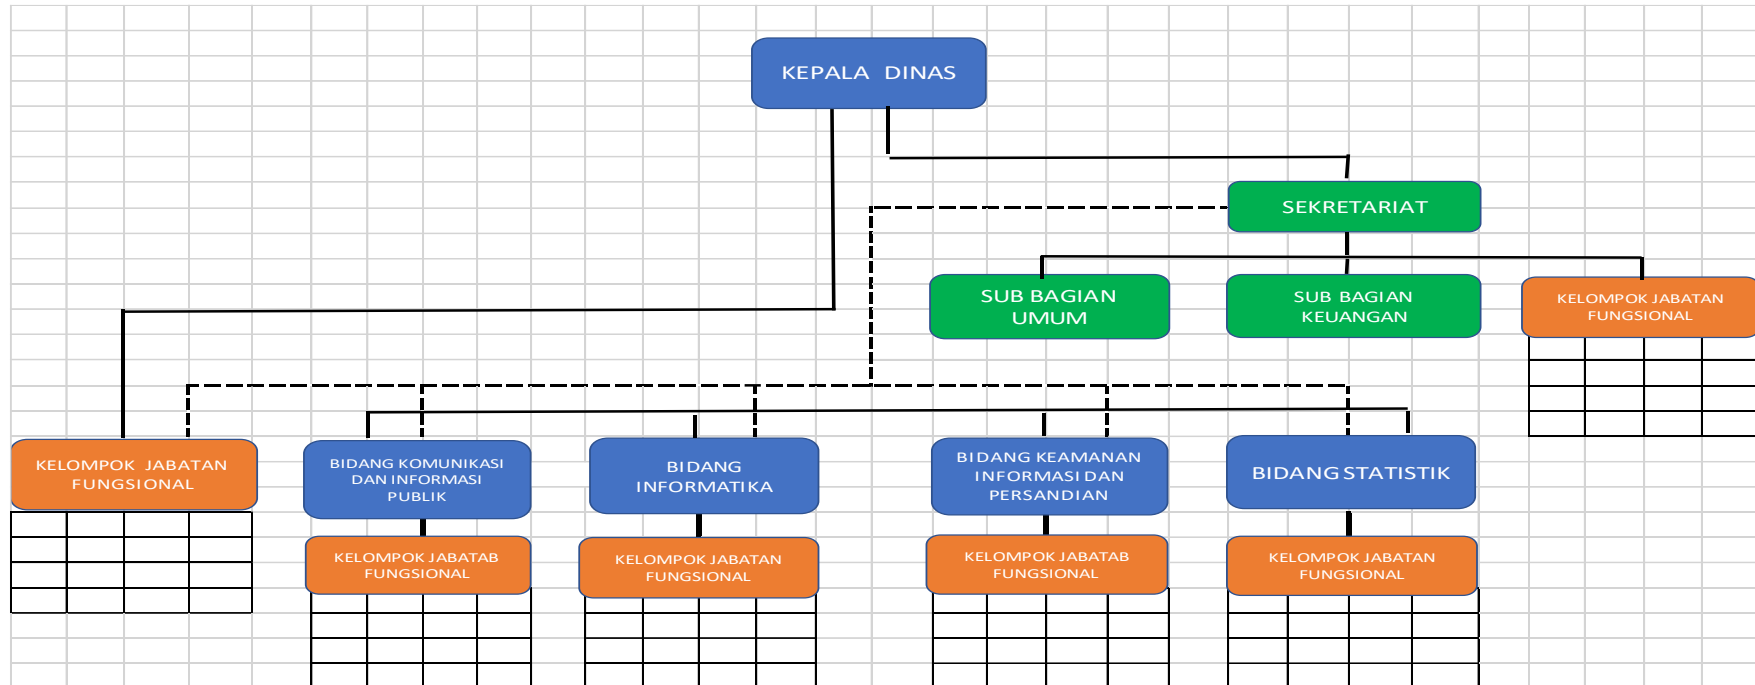 KEPALA DINAS
SEKRETARIAT
SUB BAGIAN
UMUM
SUB BAGIAN
KEUANGAN
KELOMPOK JABATAN
FUNGSIONAL
KELOMPOK JABATAN
FUNGSIONAL
BIDANG KOMUNIKASI
DAN INFORMASI
PUBLIK
BIDANG
INFORMATIKA
BIDANG KEAMANAN
INFORMASI DAN
PERSANDIAN
BIDANG STATISTIK
KELOMPOK JABATAB
FUNGSIONAL
KELOMPOK JABATAN
FUNGSIONAL
KELOMPOK JABATAB
FUNGSIONAL
KELOMPOK JABATAN
FUNGSIONAL